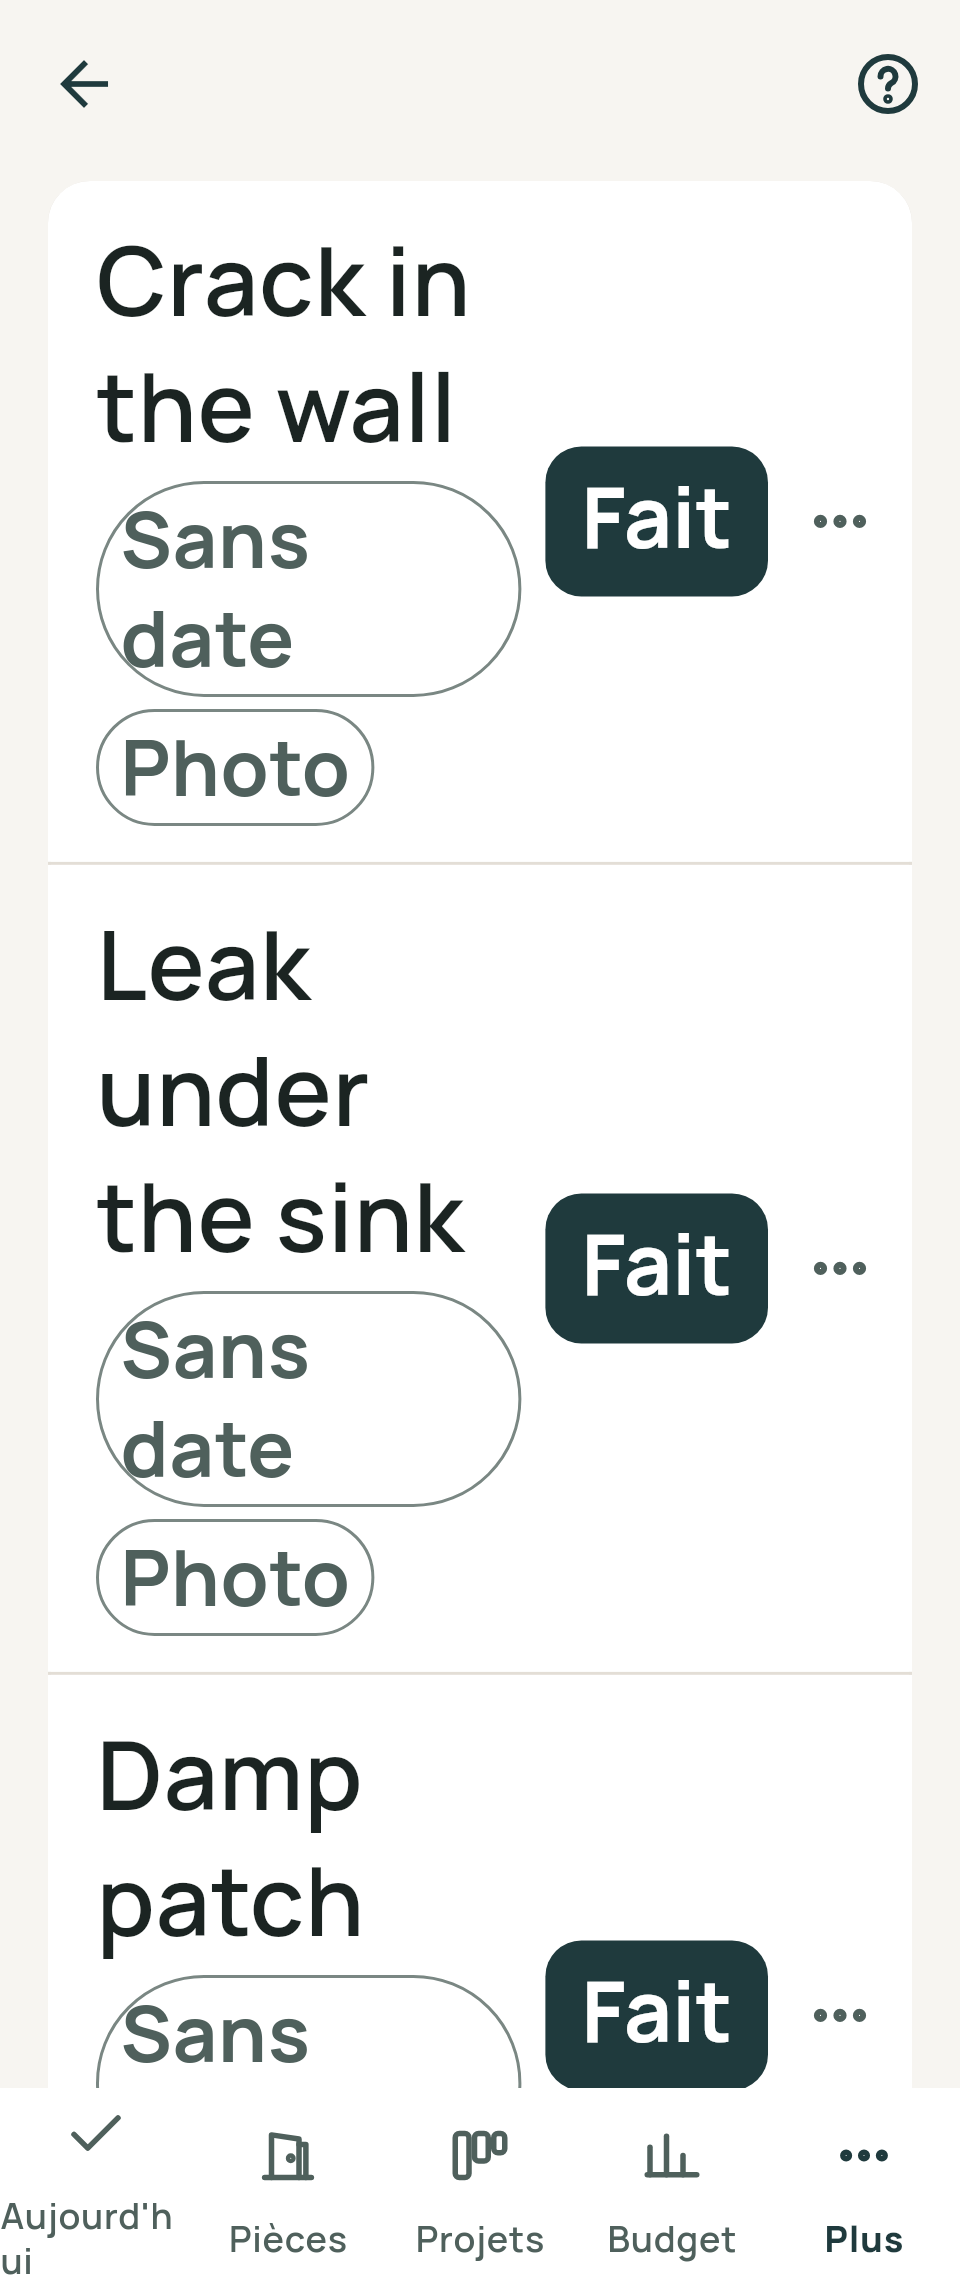 Crack in
the wall
Sans
date
Photo
Fait
Leak
under
the sink
Sans
date
Photo
Fait
Damp
patch
Sans
Fait
Aujourd'h
ui
Pièces
Projets
Budget
Plus